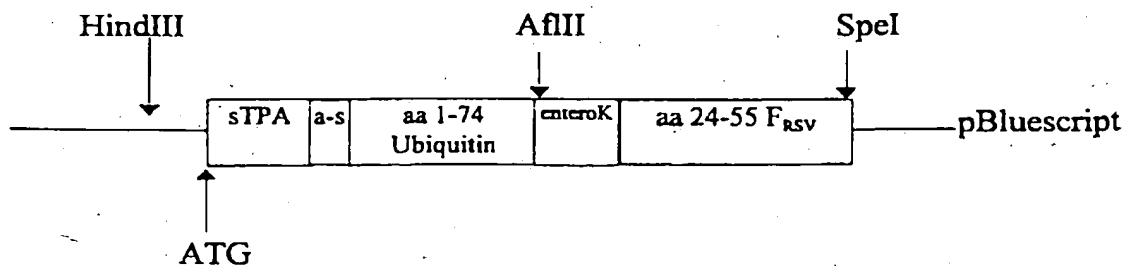 HindIII AflII SpeI
sTPA a-s aa 1-74 enteroK aa 24-55 FRSV
Ubiquitin
pBluescript
ATG